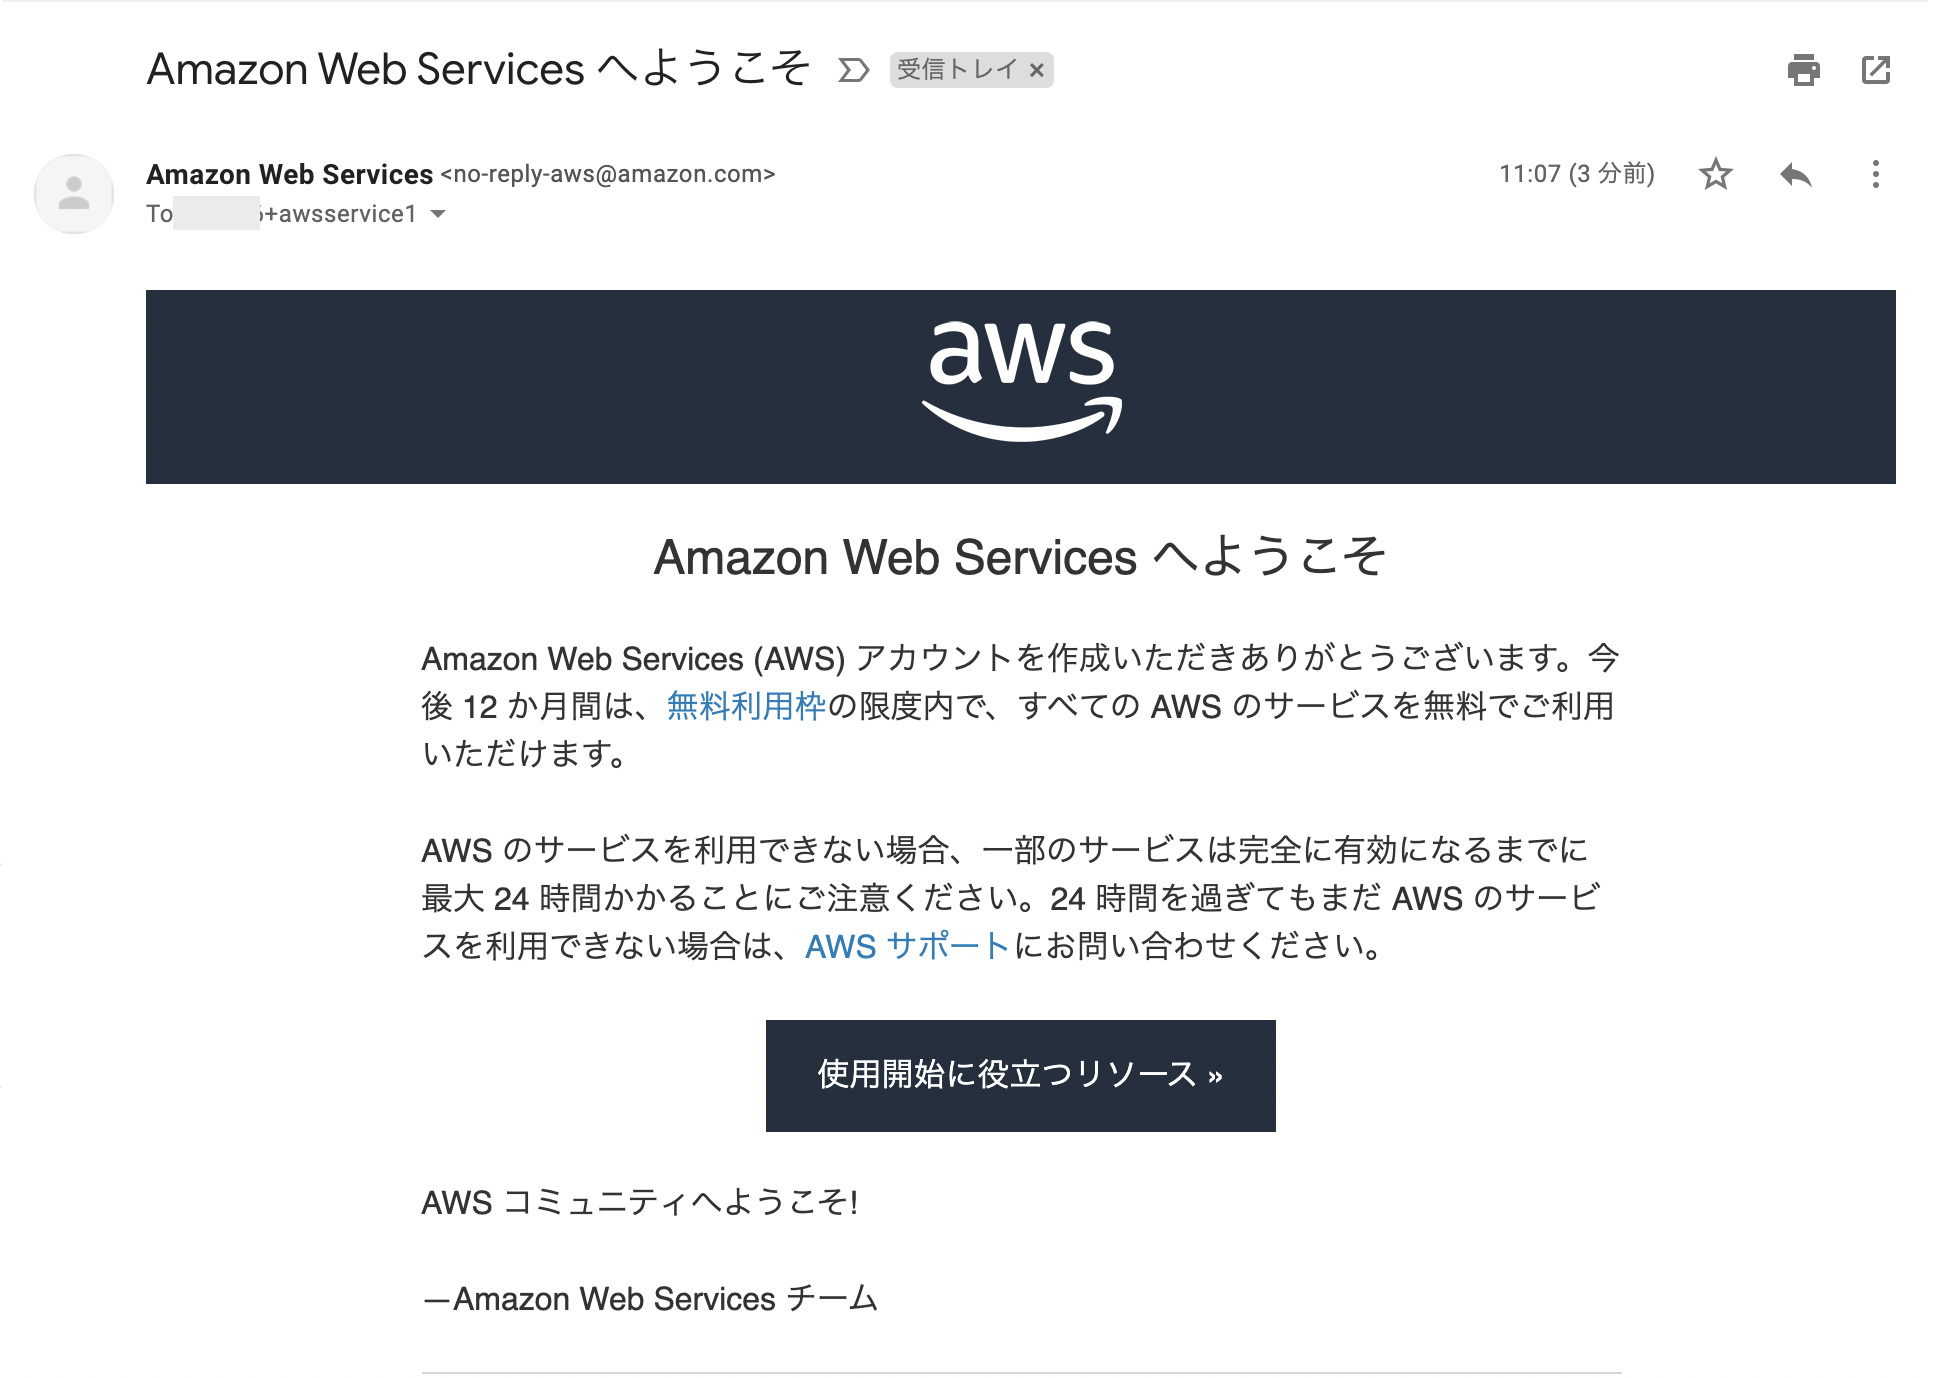 Amazon Web Services へようこそ 受信トレイ ×
Amazon Web Services <no-reply-aws@amazon.com> 11:07 (3 分前)
To +awsservice1
aws
Amazon Web Services へようこそ
Amazon Web Services (AWS) アカウントを作成いただきありがとうございます。今
後 12 か月間は、無料利用枠の限度内で、すべての AWS のサービスを無料でご利用
いただけます。
AWS のサービスを利用できない場合、一部のサービスは完全に有効になるまでに
最大 24 時間かかることにご注意ください。24 時間を過ぎてもまだ AWS のサービ
スを利用できない場合は、AWS サポートにお問い合わせください。
使用開始に役立つリソース »
AWS コミュニティへようこそ!
—Amazon Web Services チーム